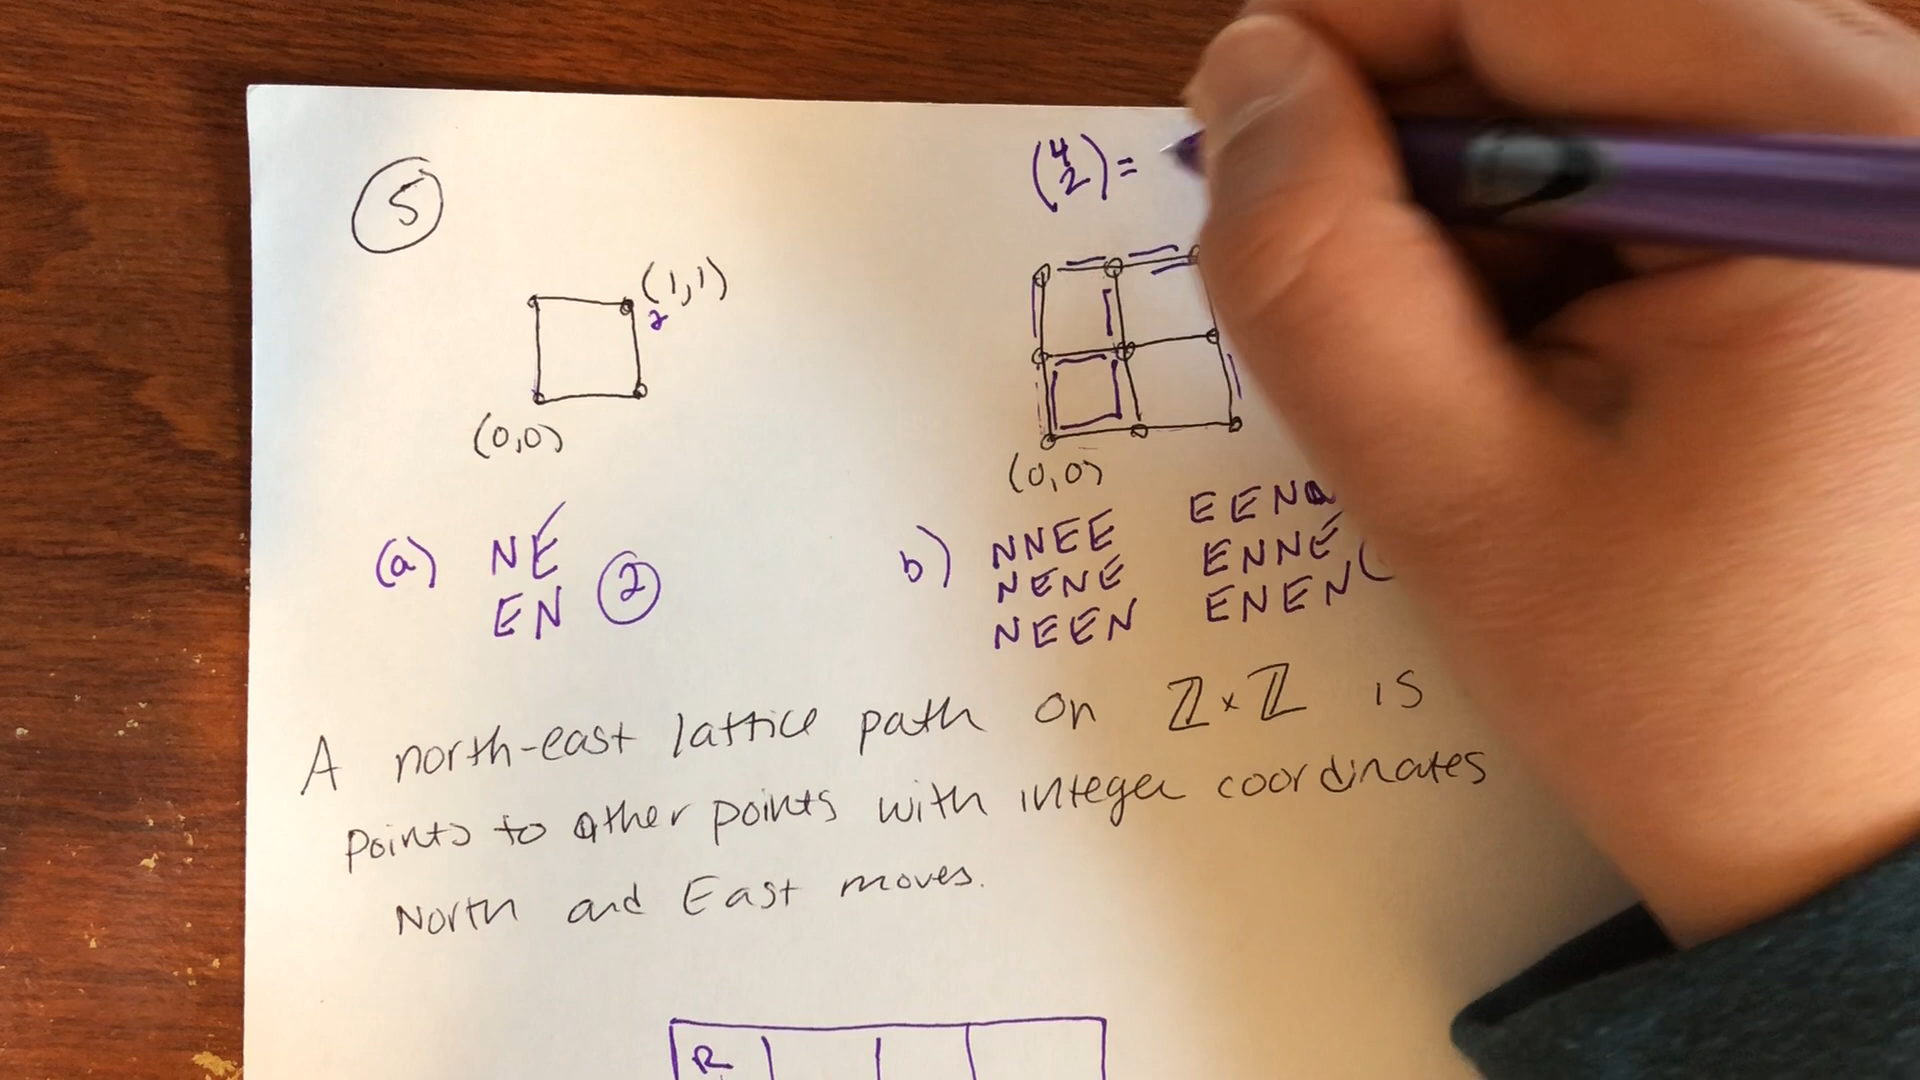 5
(4 2) =
(1,1)
2
(0,0)
(0,0)
(a) NE
EN 2
b) NNEE EEN
NENE ENNE
NEEN ENEN (
A north-east lattice path on ℤ × ℤ is
points to other points with integer coordinates
North and East moves.
R